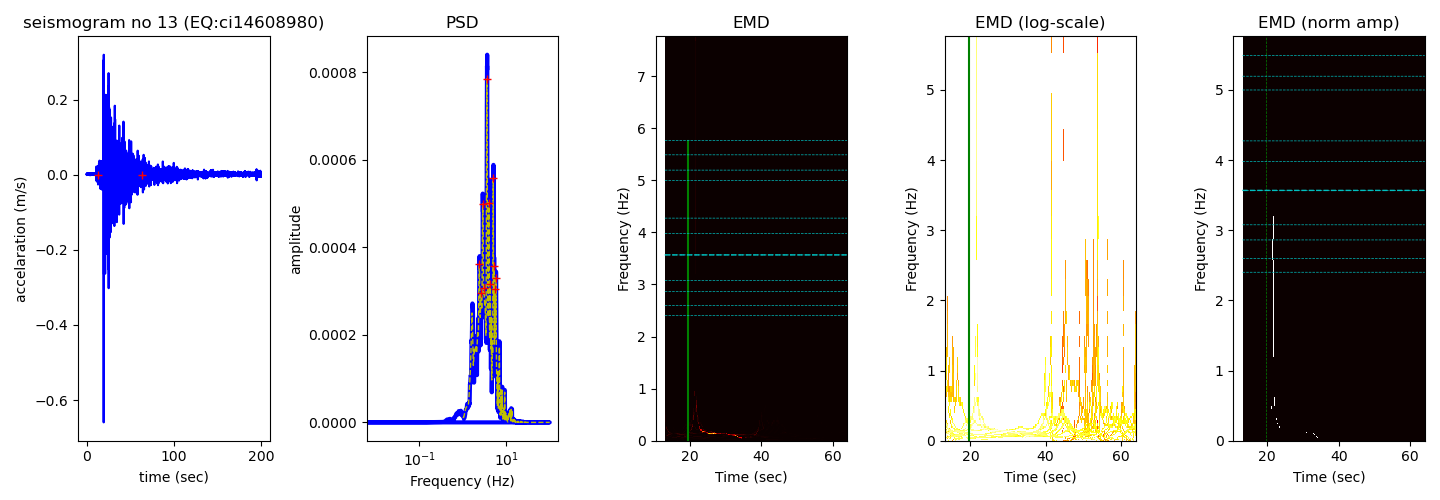 seismogram no 13 (EQ:ci14608980)
PSD
EMD
EMD (log-scale)
EMD (norm amp)
accelaration (m/s)
0.2
0.0
−0.2
−0.4
−0.6
0
100
200
time (sec)
amplitude
0.0008
0.0006
0.0004
0.0002
0.0000
10⁻¹
10¹
Frequency (Hz)
Frequency (Hz)
7
6
5
4
3
2
1
0
20
40
60
Time (sec)
Frequency (Hz)
5
4
3
2
1
0
20
40
60
Time (sec)
Frequency (Hz)
5
4
3
2
1
0
20
40
60
Time (sec)